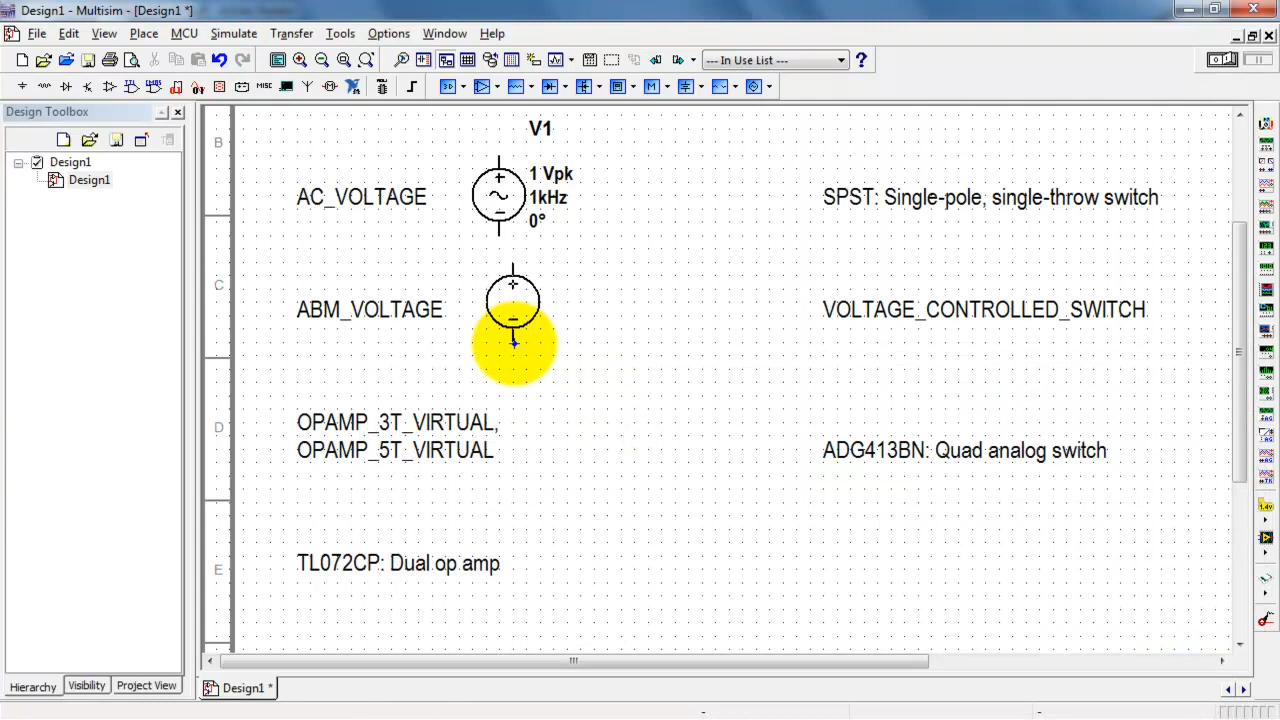 Design1 - Multisim - [Design1 *]
File Edit View Place MCU Simulate Transfer Tools Options Window Help
--- In Use List ---
Design Toolbox
Design1
Design1
B
C
D
E
V1
AC_VOLTAGE
1 Vpk
1kHz
0°
SPST: Single-pole, single-throw switch
ABM_VOLTAGE
VOLTAGE_CONTROLLED_SWITCH
OPAMP_3T_VIRTUAL,
OPAMP_5T_VIRTUAL
ADG413BN: Quad analog switch
TL072CP: Dual op amp
Hierarchy Visibility Project View
Design1 *